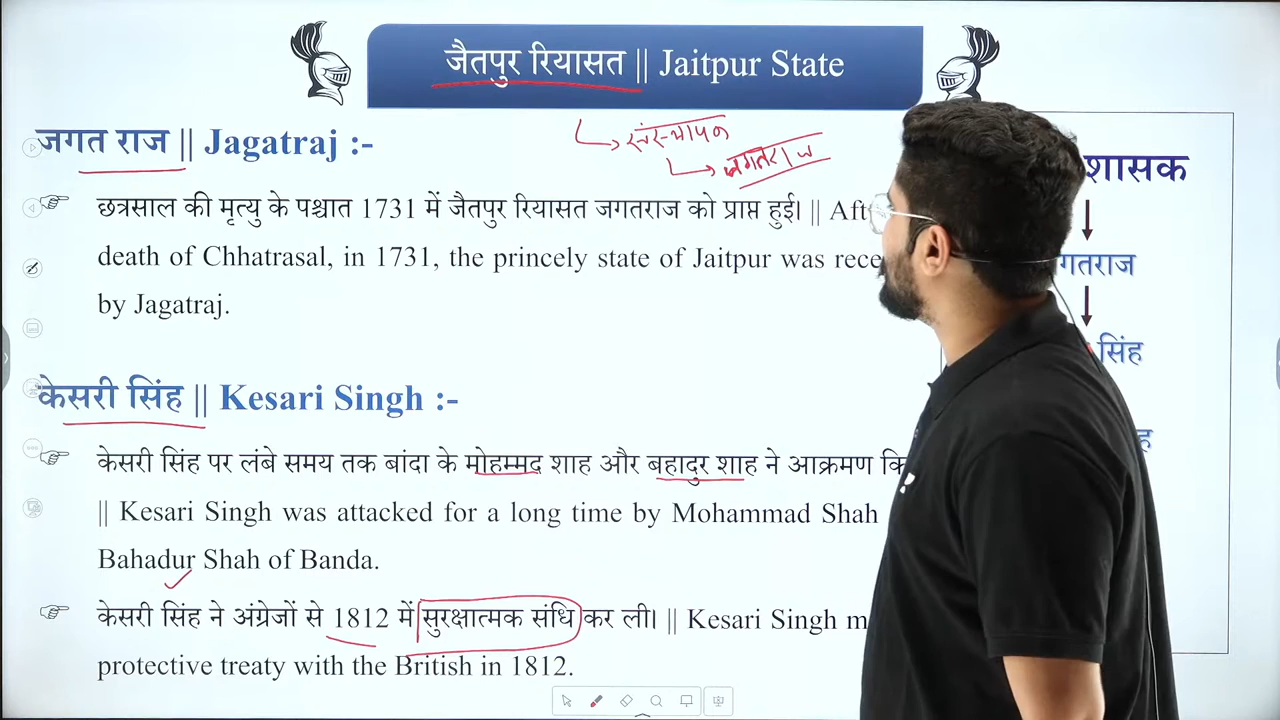 जैतपुर रियासत || Jaitpur State
संस्थापक
जगतराज
जगत राज || Jagatraj :-
छत्रसाल की मृत्यु के पश्चात 1731 में जैतपुर रियासत जगतराज को प्राप्त हुई। ||
death of Chhatrasal, in 1731, the princely state of Jaitpur was
by Jagatraj.
केसरी सिंह || Kesari Singh :-
केसरी सिंह पर लंबे समय तक बांदा के मोहम्मद शाह और बहादुर शाह ने आक्रमण
|| Kesari Singh was attacked for a long time by Mohammad Shah
Bahadur Shah of Banda.
केसरी सिंह ने अंग्रेजों से 1812 में सुरक्षात्मक संधि कर ली। || Kesari Singh
protective treaty with the British in 1812.
शासक
गतराज
सिंह